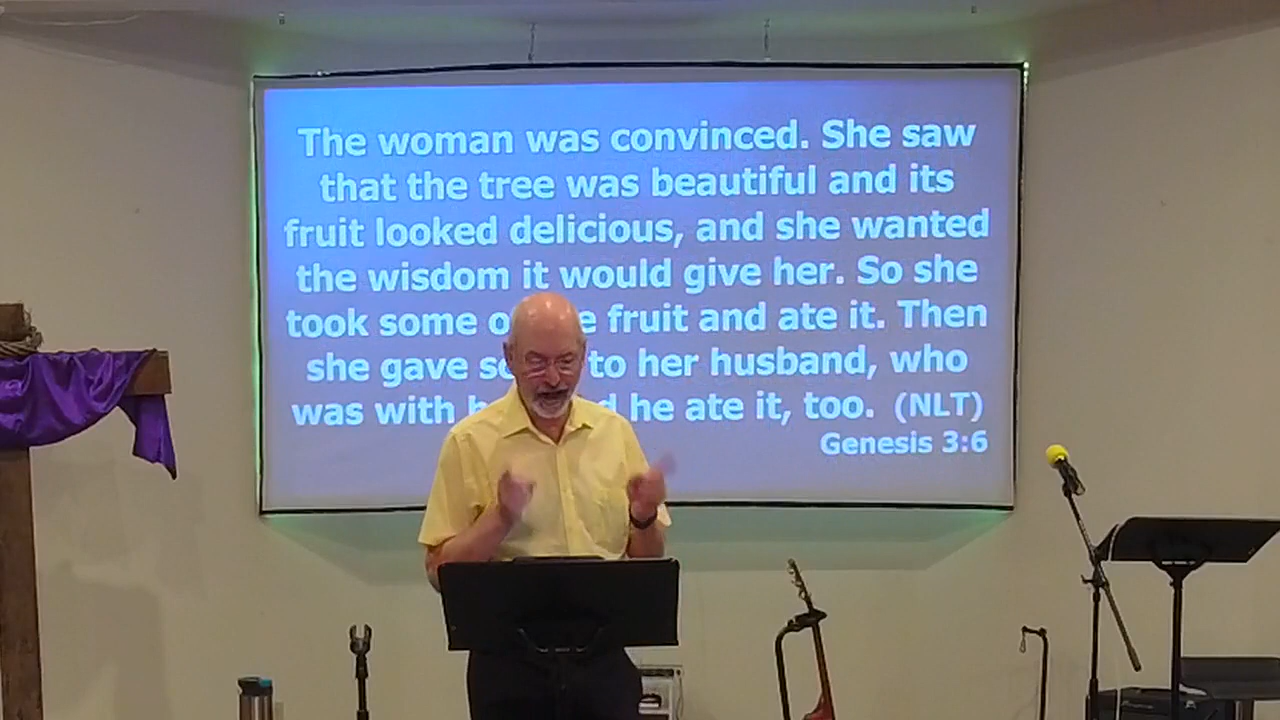 The woman was convinced. She saw
that the tree was beautiful and its
fruit looked delicious, and she wanted
the wisdom it would give her. So she
took some fruit and ate it. Then
she gave to her husband, who
was with he ate it, too. (NLT)
Genesis 3:6